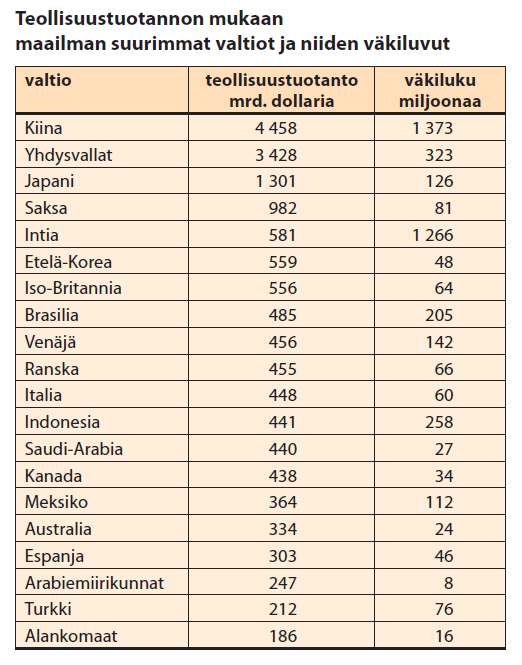 Teollisuustuotannon mukaan
maailman suurimmat valtiot ja niiden väkiluvut
valtio teollisuustuotanto mrd. dollaria väkiluku miljoonaa
Kiina 4 458 1 373
Yhdysvallat 3 428 323
Japani 1 301 126
Saksa 982 81
Intia 581 1 266
Etelä-Korea 559 48
Iso-Britannia 556 64
Brasilia 485 205
Venäjä 456 142
Ranska 455 66
Italia 448 60
Indonesia 441 258
Saudi-Arabia 440 27
Kanada 438 34
Meksiko 364 112
Australia 334 24
Espanja 303 46
Arabiemiirikunnat 247 8
Turkki 212 76
Alankomaat 186 16